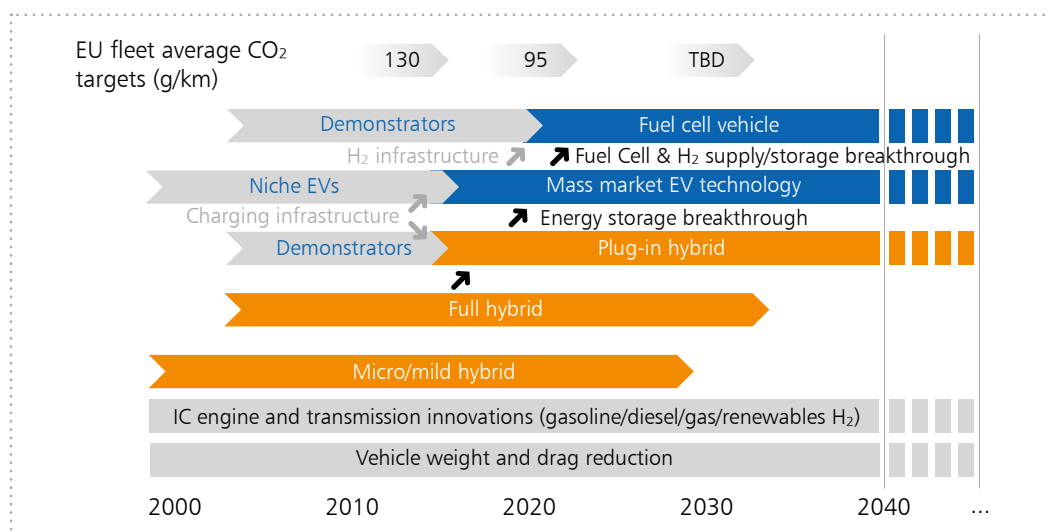 EU fleet average CO₂
targets (g/km)
130
95
TBD
Demonstrators
Fuel cell vehicle
H₂ infrastructure
Fuel Cell & H₂ supply/storage breakthrough
Niche EVs
Mass market EV technology
Charging infrastructure
Energy storage breakthrough
Demonstrators
Plug-in hybrid
Full hybrid
Micro/mild hybrid
IC engine and transmission innovations (gasoline/diesel/gas/renewables H₂)
Vehicle weight and drag reduction
2000
2010
2020
2030
2040
...